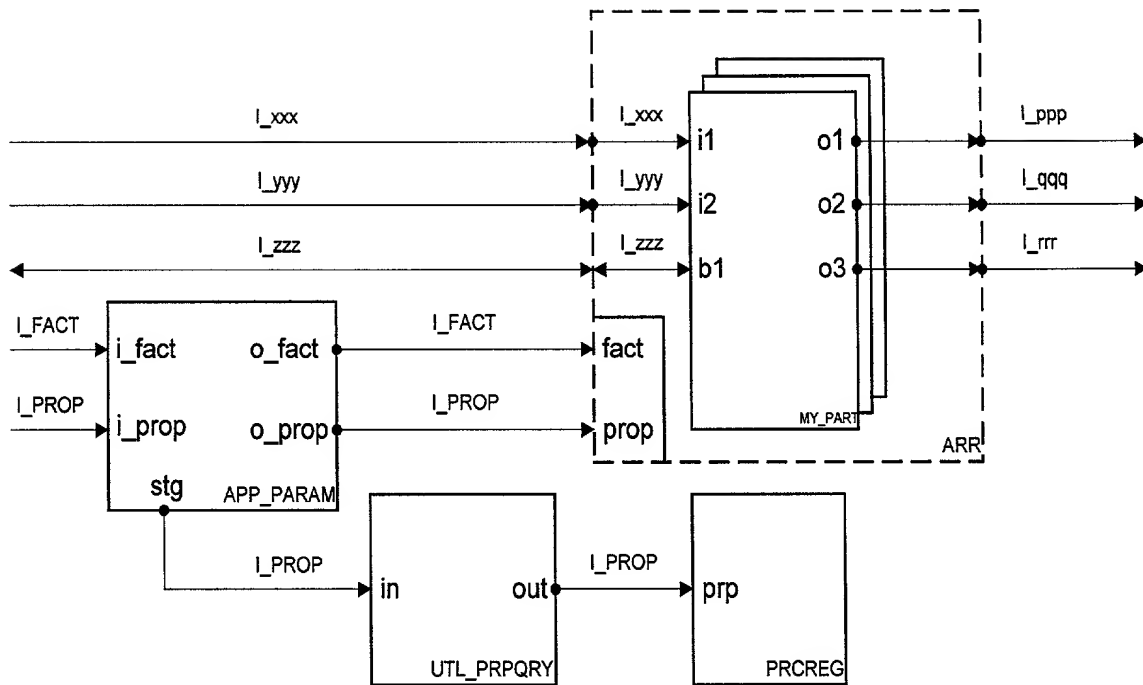 I_xxx
I_xxx
i1
o1
I_ppp
I_yyy
I_yyy
i2
o2
I_qqq
I_zzz
I_zzz
b1
o3
I_rrr
I_FACT
i_fact
o_fact
I_FACT
fact
I_PROP
i_prop
o_prop
I_PROP
prop
MY_PART
ARR
stg
APP_PARAM
I_PROP
in
out
UTL_PRPQRY
I_PROP
prp
PRCREG